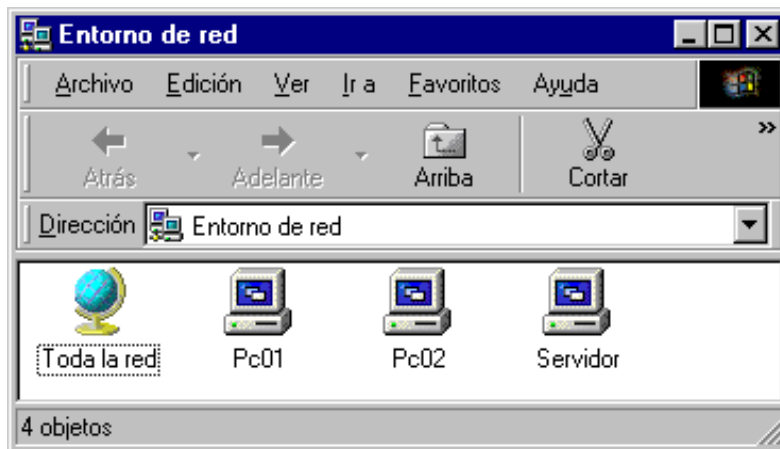 Entorno de red
Archivo Edición Ver Ir a Favoritos Ayuda
Atrás Adelante Arriba Cortar »
Dirección Entorno de red
Toda la red Pc01 Pc02 Servidor
4 objetos